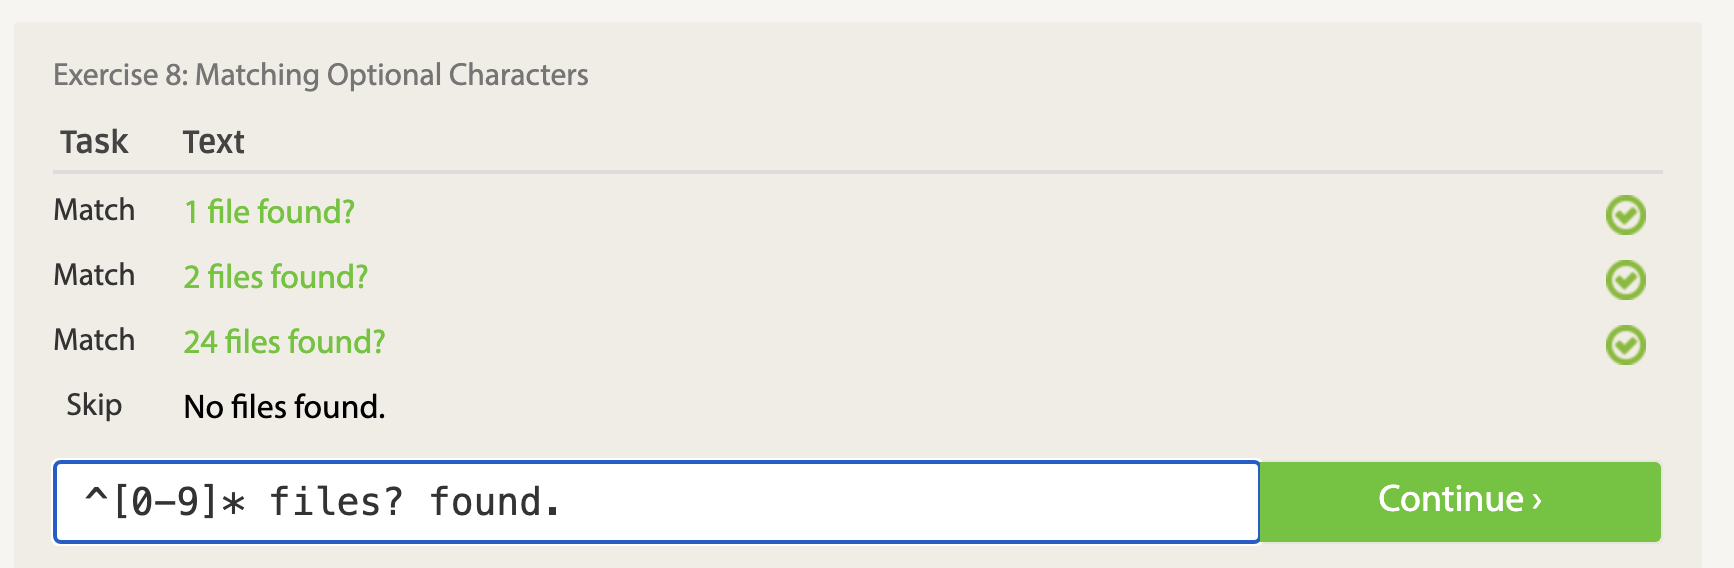 Exercise 8: Matching Optional Characters
Task Text
Match 1 file found?
Match 2 files found?
Match 24 files found?
Skip No files found.
^[0-9]* files? found.
Continue ›